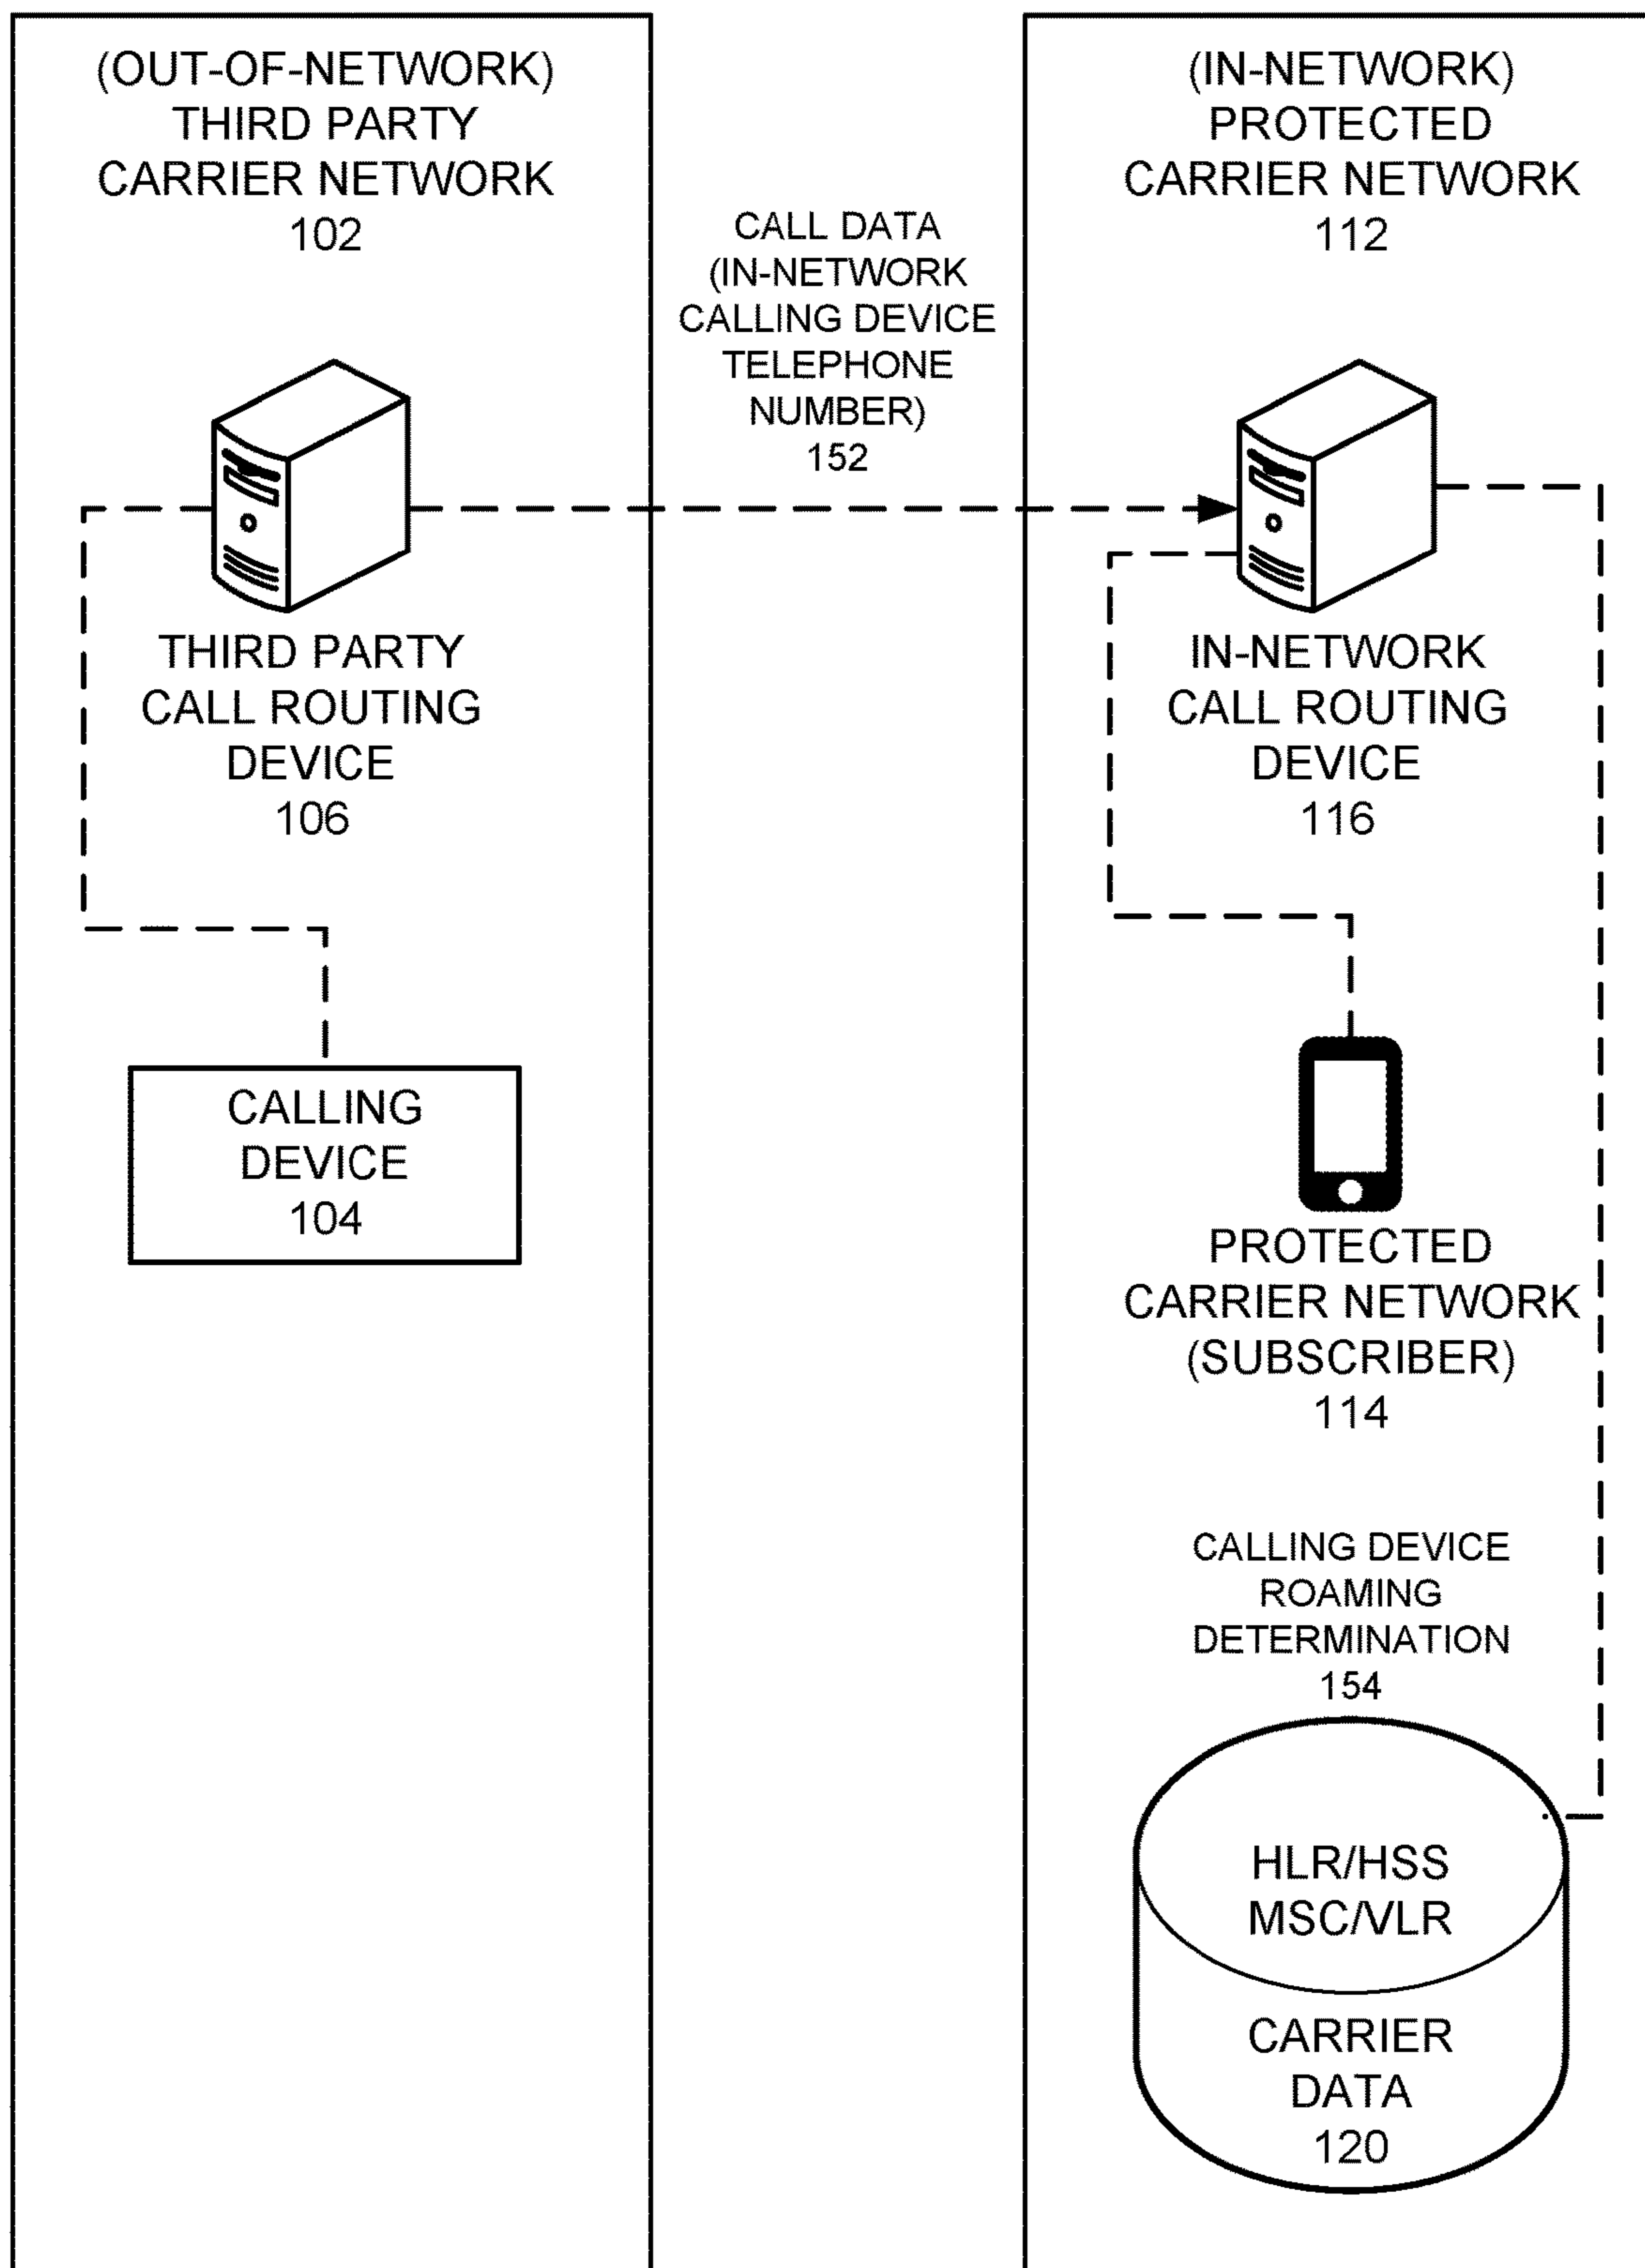 (OUT-OF-NETWORK)
THIRD PARTY
CARRIER NETWORK
102
THIRD PARTY
CALL ROUTING
DEVICE
106
CALLING
DEVICE
104
CALL DATA
(IN-NETWORK
CALLING DEVICE
TELEPHONE
NUMBER)
152
(IN-NETWORK)
PROTECTED
CARRIER NETWORK
112
IN-NETWORK
CALL ROUTING
DEVICE
116
PROTECTED
CARRIER NETWORK
(SUBSCRIBER)
114
CALLING DEVICE
ROAMING
DETERMINATION
154
HLR/HSS
MSC/VLR
CARRIER
DATA
120